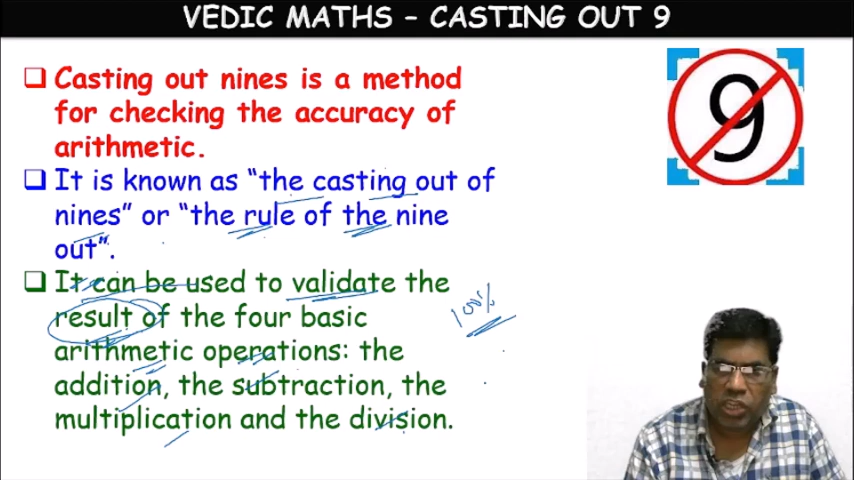 VEDIC MATHS – CASTING OUT 9
❑ Casting out nines is a method
for checking the accuracy of
arithmetic.
❑ It is known as “the casting out of
nines” or “the rule of the nine
out”.
❑ It can be used to validate the
result of the four basic
arithmetic operations: the
addition, the subtraction, the
multiplication and the division.
9
100%